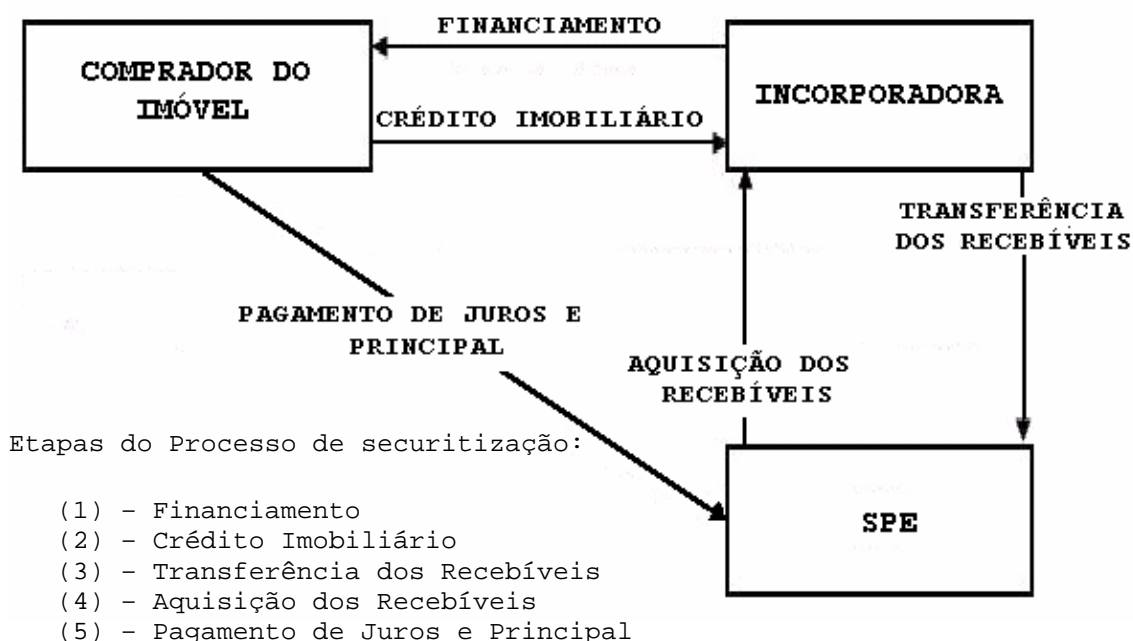 FINANCIAMENTO
COMPRADOR DO
IMÓVEL
INCORPORADORA
CRÉDITO IMOBILIÁRIO
TRANSFERÊNCIA
DOS RECEBÍVEIS
PAGAMENTO DE JUROS E
PRINCIPAL
AQUISIÇÃO DOS
RECEBÍVEIS
SPE
Etapas do Processo de securitização:
(1) – Financiamento
(2) – Crédito Imobiliário
(3) – Transferência dos Recebíveis
(4) – Aquisição dos Recebíveis
(5) – Pagamento de Juros e Principal